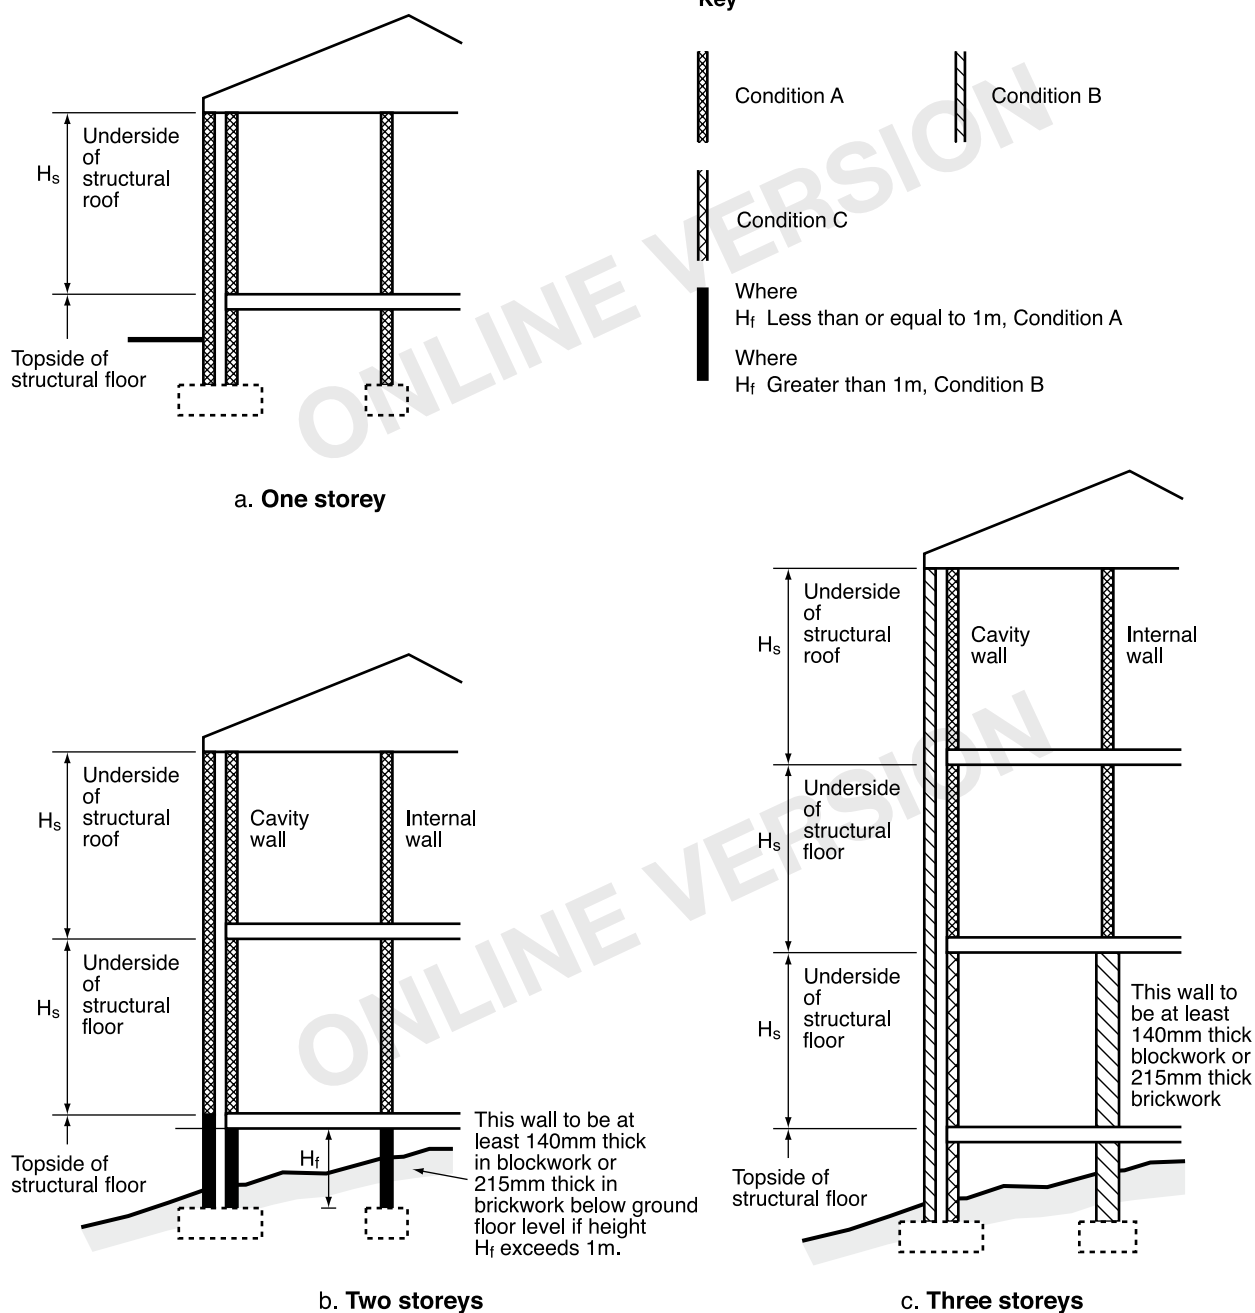 Key
Condition A
Condition B
Condition C
Where
Hf Less than or equal to 1m, Condition A
Where
Hf Greater than 1m, Condition B
Hs
Underside
of
structural
roof
Topside of
structural floor
a. One storey
ONLINE VERSION
Hs
Underside
of
structural
roof
Cavity
wall
Internal
wall
Hs
Underside
of
structural
floor
Topside of
structural floor
Hf
This wall to be at
least 140mm thick
in blockwork or
215mm thick in
brickwork below ground
floor level if height
Hf exceeds 1m.
b. Two storeys
Hs
Underside
of
structural
roof
Cavity
wall
Internal
wall
Hs
Underside
of
structural
floor
Hs
Underside
of
structural
floor
This wall to
be at least
140mm thick
blockwork or
215mm thick
brickwork
Topside of
structural floor
c. Three storeys
ONLINE VERSION